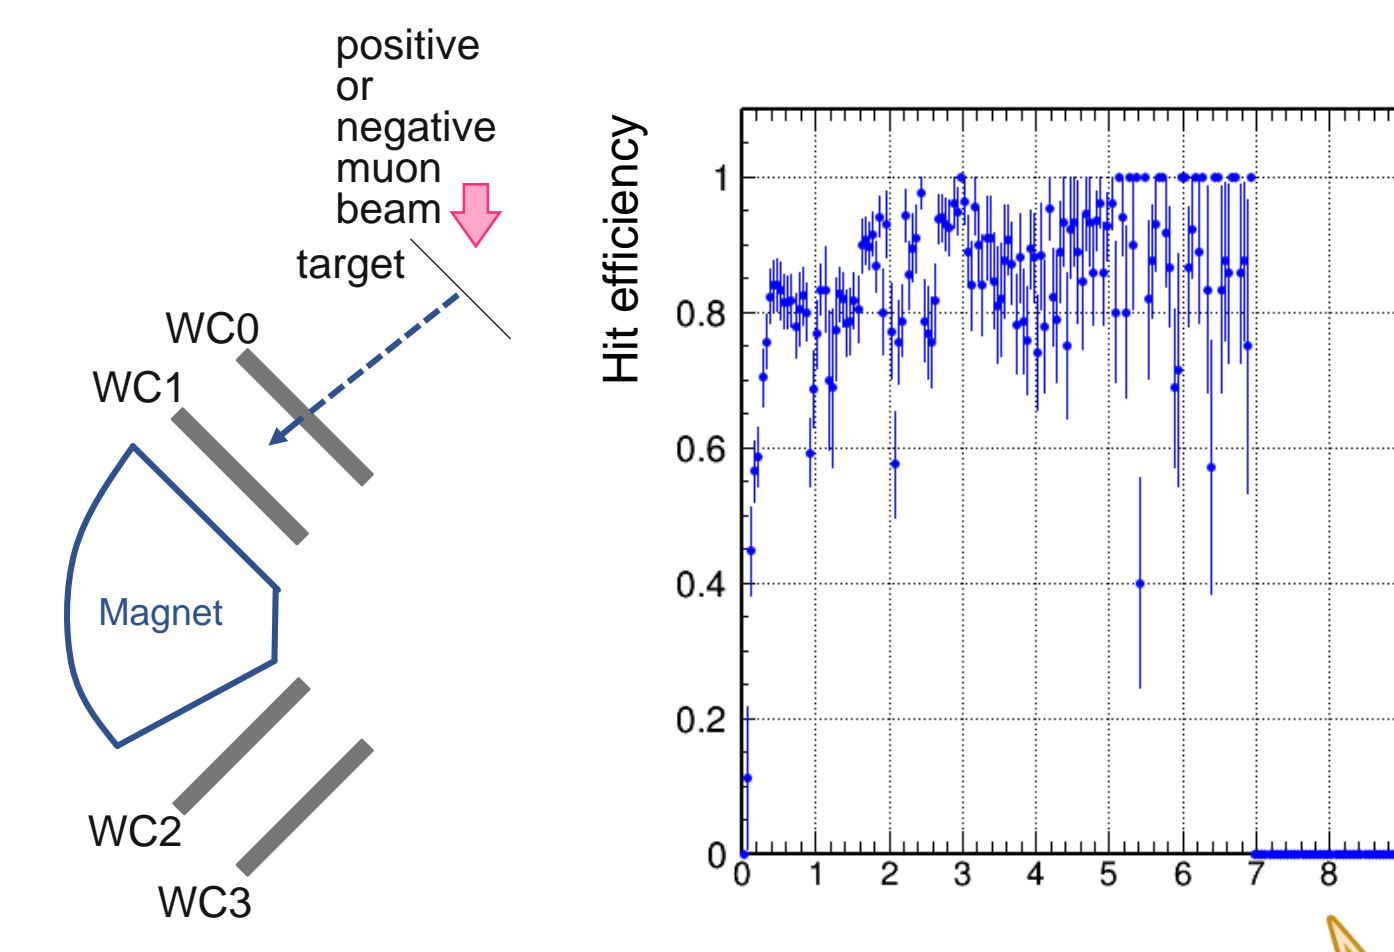 positive
or
negative
muon
beam
target
WC0
WC1
Magnet
WC2
WC3
Hit efficiency
1
0.8
0.6
0.4
0.2
0
0 1 2 3 4 5 6 7 8